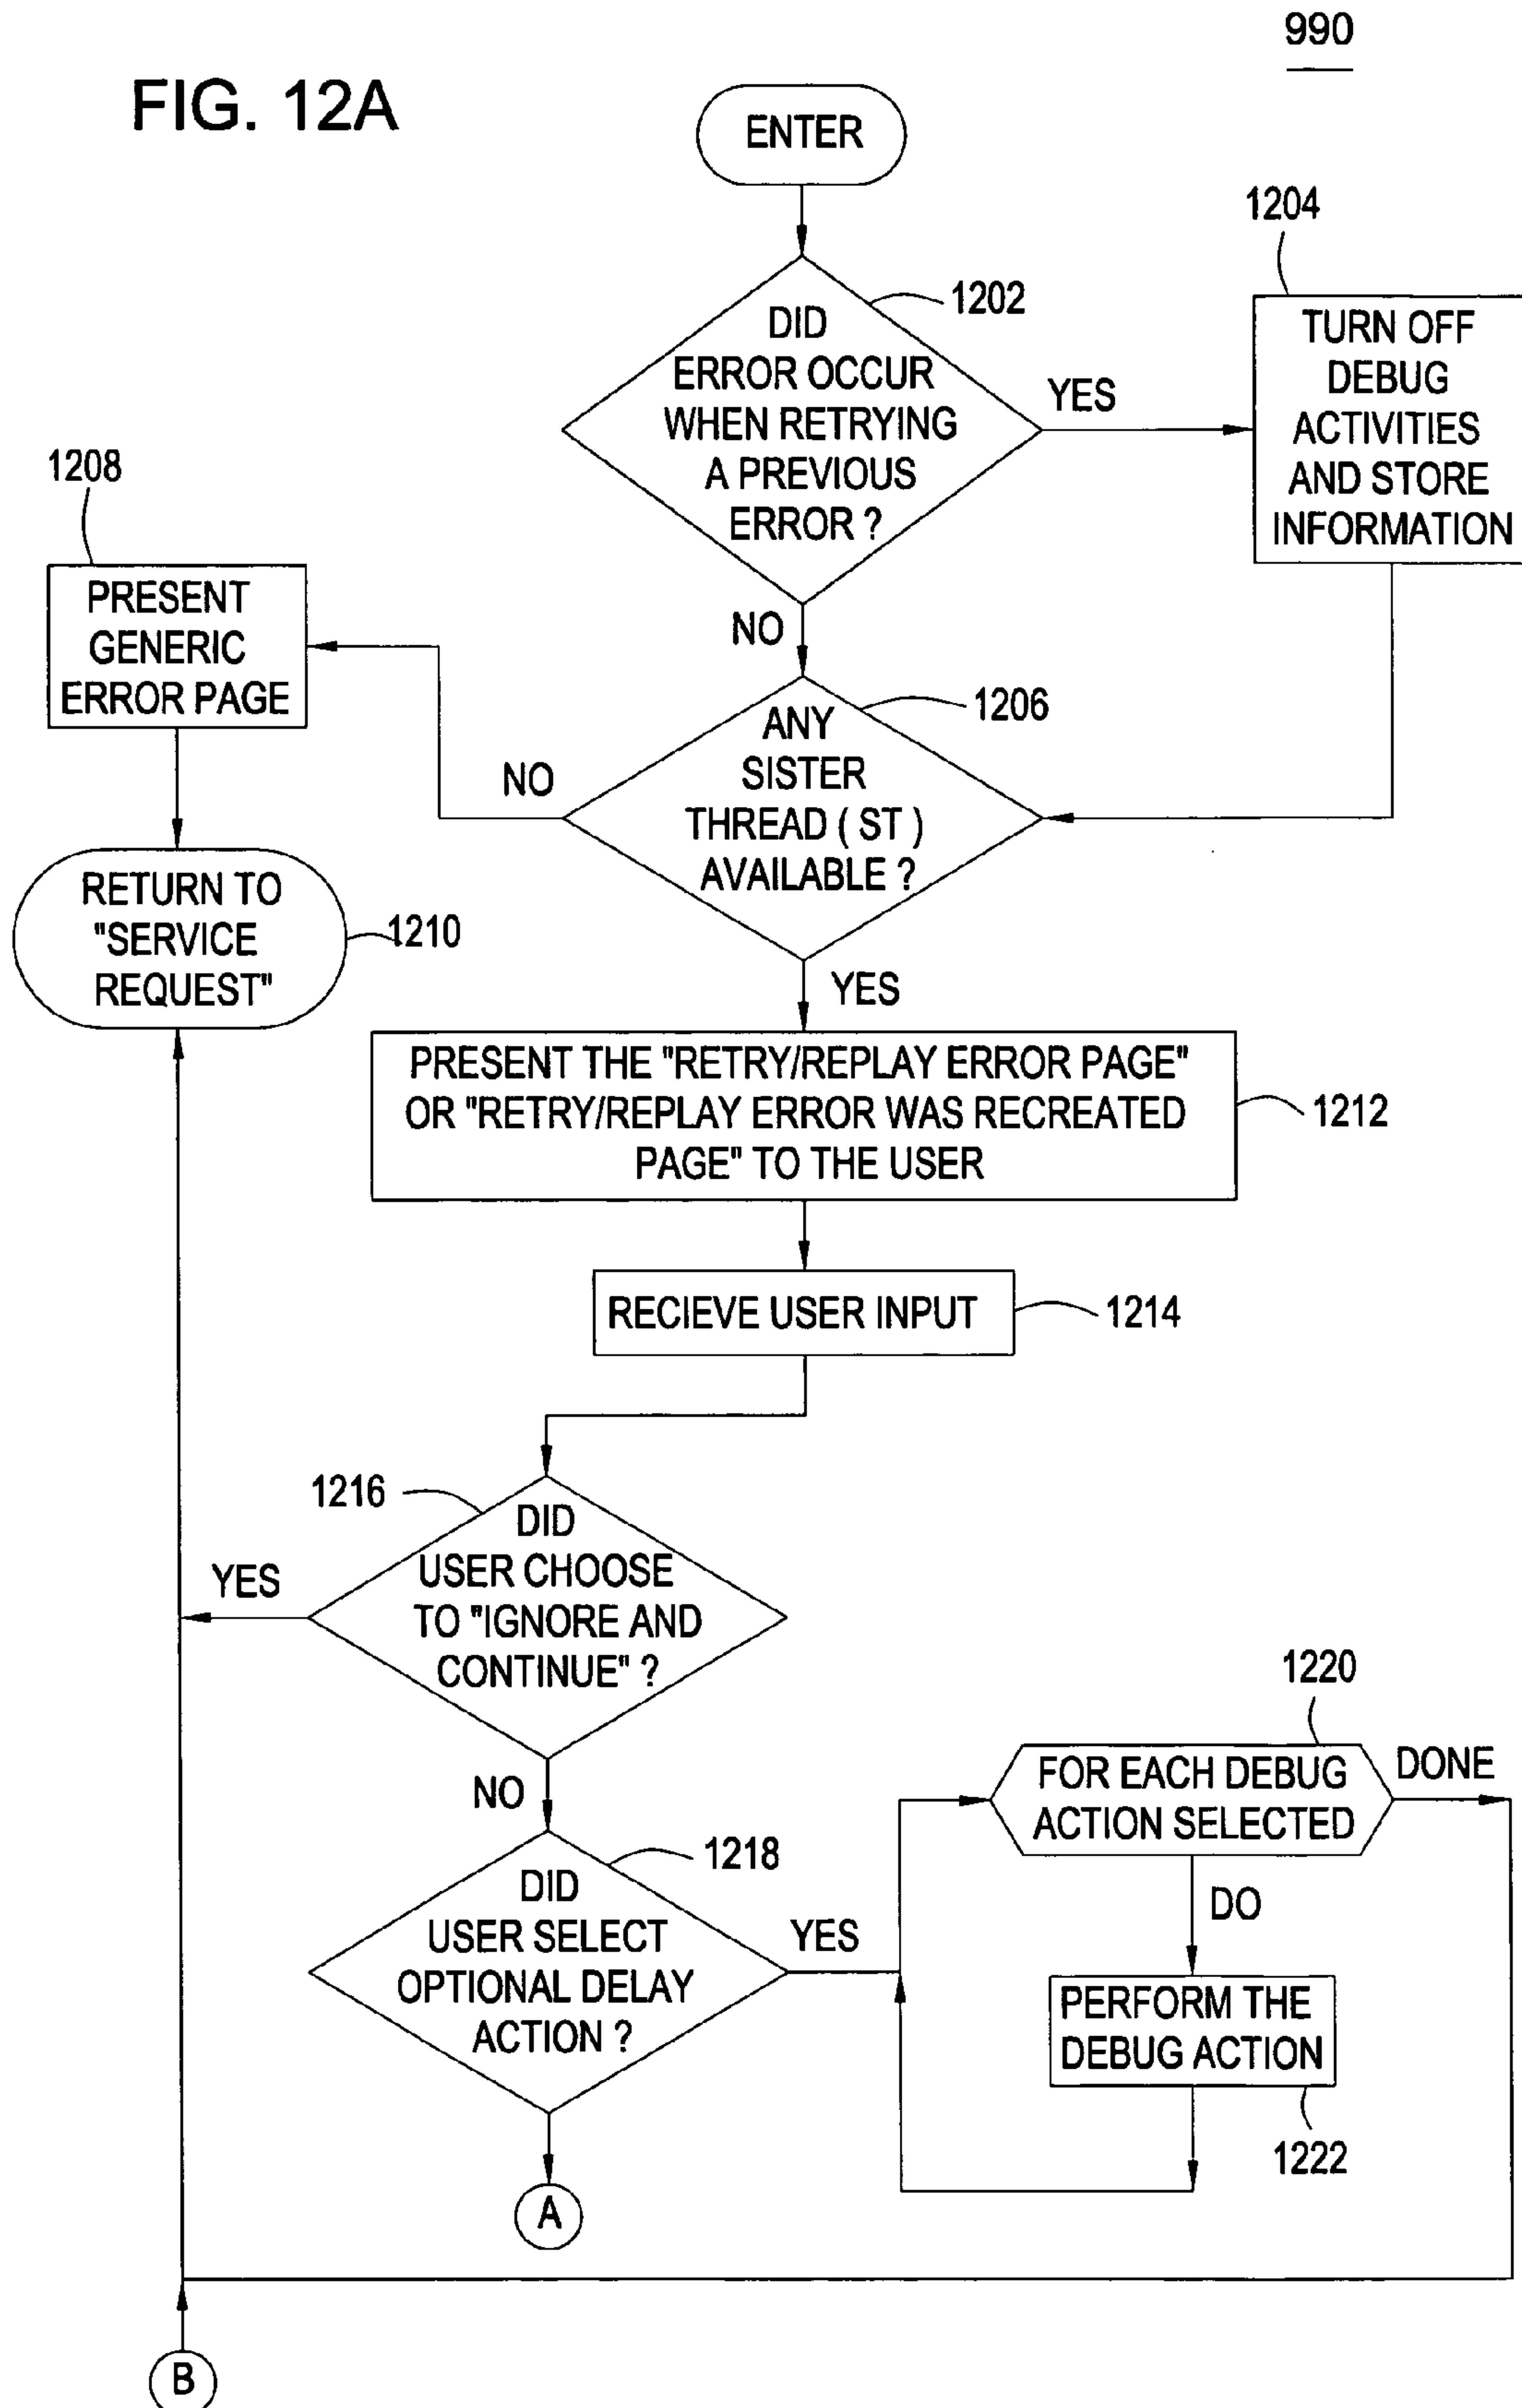 990
FIG. 12A
ENTER
1204
1202
DID
ERROR OCCUR
WHEN RETRYING
A PREVIOUS
ERROR ?
YES
TURN OFF
DEBUG
ACTIVITIES
AND STORE
INFORMATION
1208
PRESENT
GENERIC
ERROR PAGE
NO
1206
ANY
SISTER
THREAD ( ST )
AVAILABLE ?
NO
RETURN TO
"SERVICE
REQUEST"
1210
YES
PRESENT THE "RETRY/REPLAY ERROR PAGE"
OR "RETRY/REPLAY ERROR WAS RECREATED
PAGE" TO THE USER
1212
RECIEVE USER INPUT
1214
1216
DID
USER CHOOSE
TO "IGNORE AND
CONTINUE" ?
YES
NO
1220
FOR EACH DEBUG
ACTION SELECTED
DONE
1218
DID
USER SELECT
OPTIONAL DELAY
ACTION ?
YES
DO
PERFORM THE
DEBUG ACTION
1222
A
B